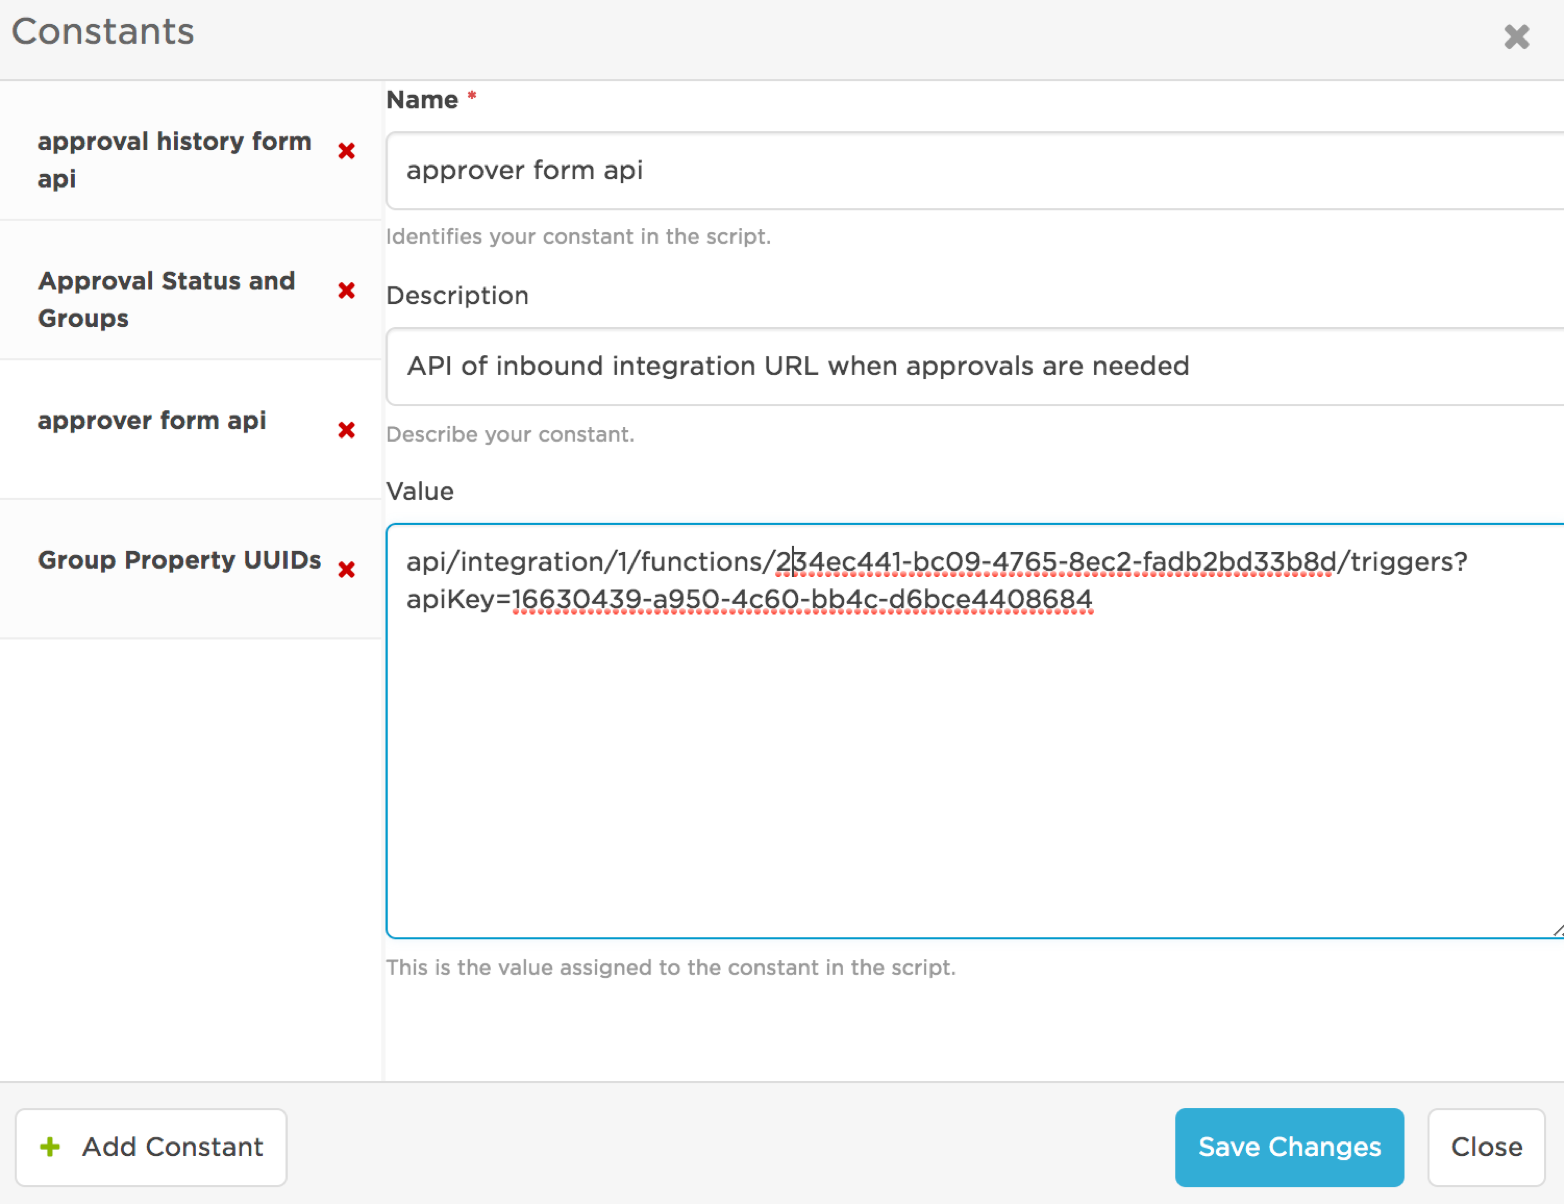 Constants
approval history form
api
Approval Status and
Groups
approver form api
Group Property UUIDs
Name *
approver form api
Identifies your constant in the script.
Description
API of inbound integration URL when approvals are needed
Describe your constant.
Value
api/integration/1/functions/234ec441-bc09-4765-8ec2-fadb2bd33b8d/triggers?
apiKey=16630439-a950-4c60-bb4c-d6bce4408684
This is the value assigned to the constant in the script.
Add Constant
Save Changes
Close